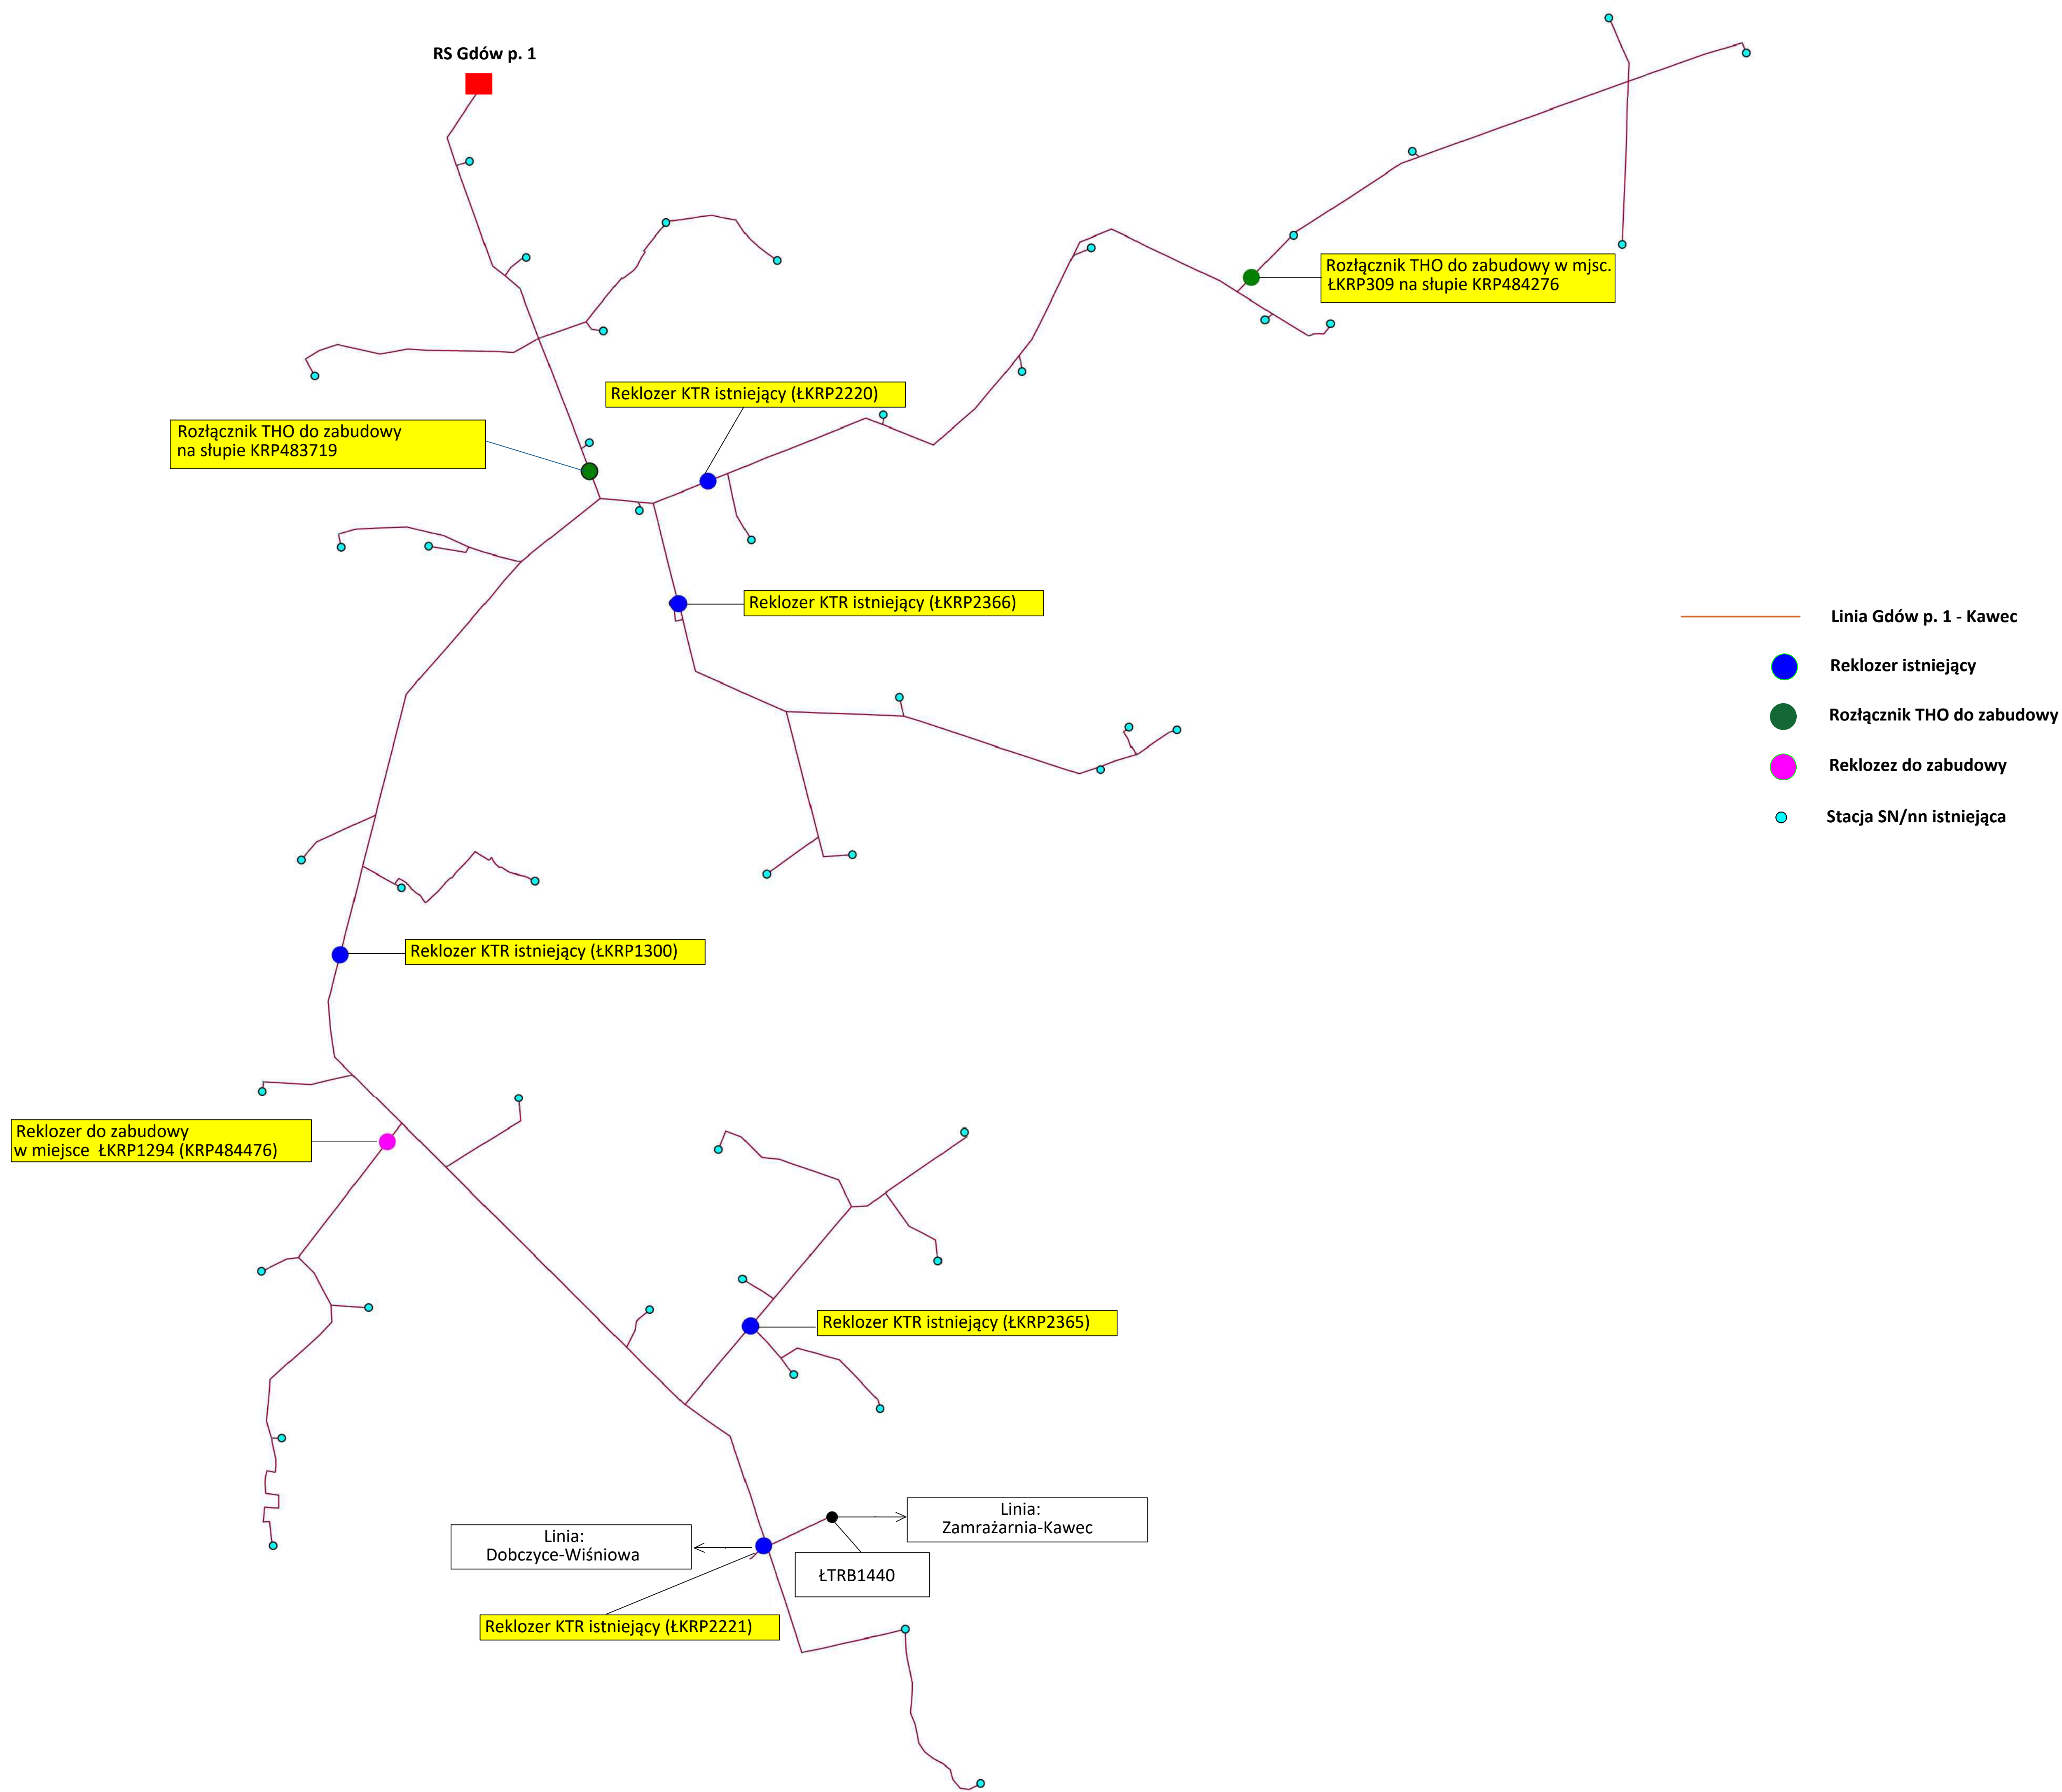 RS Gdów p. 1
Rozłącznik THO do zabudowy w mjsc.
ŁKRP309 na słupie KRP484276
Reklozer KTR istniejący (ŁKRP2220)
Rozłącznik THO do zabudowy
na słupie KRP483719
Reklozer KTR istniejący (ŁKRP2366)
Linia Gdów p. 1 - Kawec
Reklozer istniejący
Rozłącznik THO do zabudowy
Reklozez do zabudowy
Stacja SN/nn istniejąca
Reklozer KTR istniejący (ŁKRP1300)
Reklozer do zabudowy
w miejsce ŁKRP1294 (KRP484476)
Reklozer KTR istniejący (ŁKRP2365)
Linia:
Zamrażarnia-Kawec
Linia:
Dobczyce-Wiśniowa
ŁTRB1440
Reklozer KTR istniejący (ŁKRP2221)